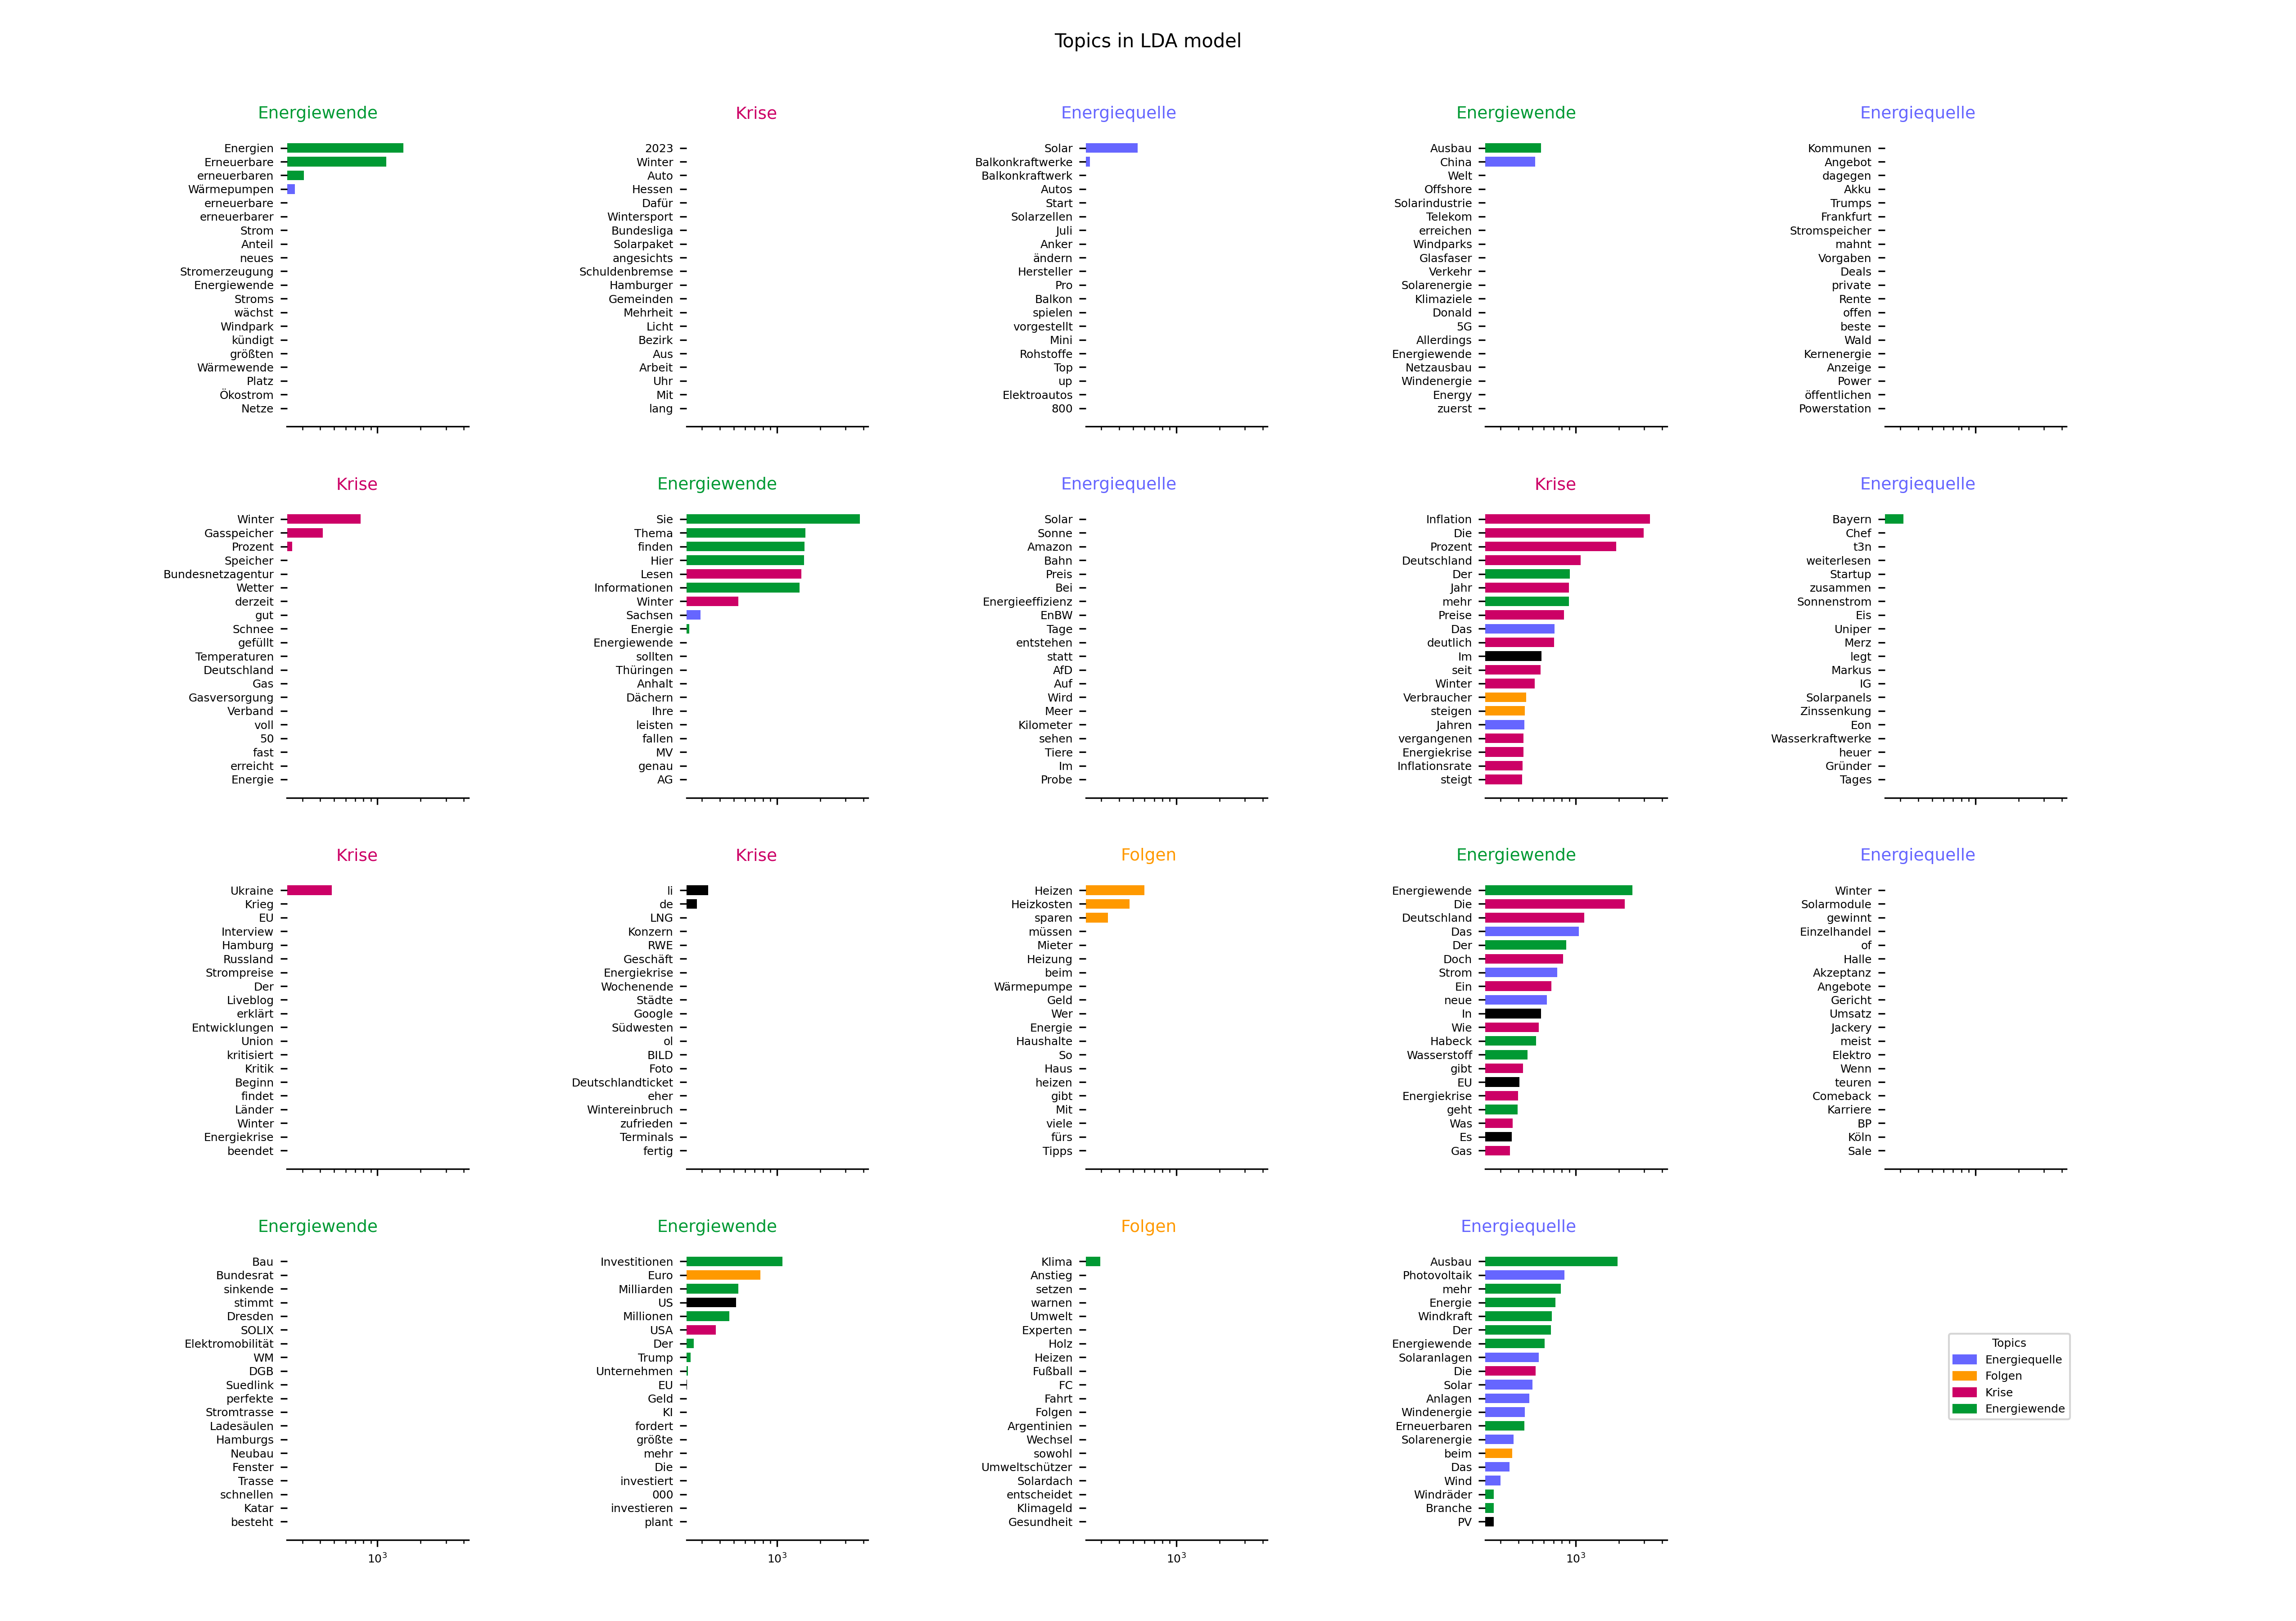 Topics in LDA model
Energiewende
Energien
Erneuerbare
erneuerbaren
Wärmepumpen
erneuerbare
erneuerbarer
Strom
Anteil
neues
Stromerzeugung
Energiewende
Stroms
wächst
Windpark
kündigt
größten
Wärmewende
Platz
Ökostrom
Netze
Krise
2023
Winter
Auto
Hessen
Dafür
Wintersport
Bundesliga
Solarpaket
angesichts
Schuldenbremse
Hamburger
Gemeinden
Mehrheit
Licht
Bezirk
Aus
Arbeit
Uhr
Mit
lang
Energiequelle
Solar
Balkonkraftwerke
Balkonkraftwerk
Autos
Start
Solarzellen
Juli
Anker
ändern
Hersteller
Pro
Balkon
spielen
vorgestellt
Mini
Rohstoffe
Top
up
Elektroautos
800
Energiewende
Ausbau
China
Welt
Offshore
Solarindustrie
Telekom
erreichen
Windparks
Glasfaser
Verkehr
Solarenergie
Klimaziele
Donald
5G
Allerdings
Energiewende
Netzausbau
Windenergie
Energy
zuerst
Energiequelle
Kommunen
Angebot
dagegen
Akku
Trumps
Frankfurt
Stromspeicher
mahnt
Vorgaben
Deals
private
Rente
offen
beste
Wald
Kernenergie
Anzeige
Power
öffentlichen
Powerstation
Krise
Winter
Gasspeicher
Prozent
Speicher
Bundesnetzagentur
Wetter
derzeit
gut
Schnee
gefüllt
Temperaturen
Deutschland
Gas
Gasversorgung
Verband
voll
50
fast
erreicht
Energie
Energiewende
Sie
Thema
finden
Hier
Lesen
Informationen
Winter
Sachsen
Energie
Energiewende
sollten
Thüringen
Anhalt
Dächern
Ihre
leisten
fallen
MV
genau
AG
Energiequelle
Solar
Sonne
Amazon
Bahn
Preis
Bei
Energieeffizienz
EnBW
Tage
entstehen
statt
AfD
Auf
Wird
Meer
Kilometer
sehen
Tiere
Im
Probe
Krise
Inflation
Die
Prozent
Deutschland
Der
Jahr
mehr
Preise
Das
deutlich
Im
seit
Winter
Verbraucher
steigen
Jahren
vergangenen
Energiekrise
Inflationsrate
steigt
Energiequelle
Bayern
Chef
t3n
weiterlesen
Startup
zusammen
Sonnenstrom
Eis
Uniper
Merz
legt
Markus
IG
Solarpanels
Zinssenkung
Eon
Wasserkraftwerke
heuer
Gründer
Tages
Krise
Ukraine
Krieg
EU
Interview
Hamburg
Russland
Strompreise
Der
Liveblog
erklärt
Entwicklungen
Union
kritisiert
Kritik
Beginn
findet
Länder
Winter
Energiekrise
beendet
Krise
li
de
LNG
Konzern
RWE
Geschäft
Energiekrise
Wochenende
Städte
Google
Südwesten
ol
BILD
Foto
Deutschlandticket
eher
Wintereinbruch
zufrieden
Terminals
fertig
Folgen
Heizen
Heizkosten
sparen
müssen
Mieter
Heizung
beim
Wärmepumpe
Geld
Wer
Energie
Haushalte
So
Haus
heizen
gibt
Mit
viele
fürs
Tipps
Energiewende
Energiewende
Die
Deutschland
Das
Der
Doch
Strom
Ein
neue
In
Wie
Habeck
Wasserstoff
gibt
EU
Energiekrise
geht
Was
Es
Gas
Energiequelle
Winter
Solarmodule
gewinnt
Einzelhandel
of
Halle
Akzeptanz
Angebote
Gericht
Umsatz
Jackery
meist
Elektro
Wenn
teuren
Comeback
Karriere
BP
Köln
Sale
Energiewende
Bau
Bundesrat
sinkende
stimmt
Dresden
SOLIX
Elektromobilität
WM
DGB
Suedlink
perfekte
Stromtrasse
Ladesäulen
Hamburgs
Neubau
Fenster
Trasse
schnellen
Katar
besteht
10³
Energiewende
Investitionen
Euro
Milliarden
US
Millionen
USA
Der
Trump
Unternehmen
EU
Geld
KI
fordert
größte
mehr
Die
investiert
000
investieren
plant
10³
Folgen
Klima
Anstieg
setzen
warnen
Umwelt
Experten
Holz
Heizen
Fußball
FC
Fahrt
Folgen
Argentinien
Wechsel
sowohl
Umweltschützer
Solardach
entscheidet
Klimageld
Gesundheit
10³
Energiequelle
Ausbau
Photovoltaik
mehr
Energie
Windkraft
Der
Energiewende
Solaranlagen
Die
Solar
Anlagen
Windenergie
Erneuerbaren
Solarenergie
beim
Das
Wind
Windräder
Branche
PV
10³
Topics
Energiequelle
Folgen
Krise
Energiewende